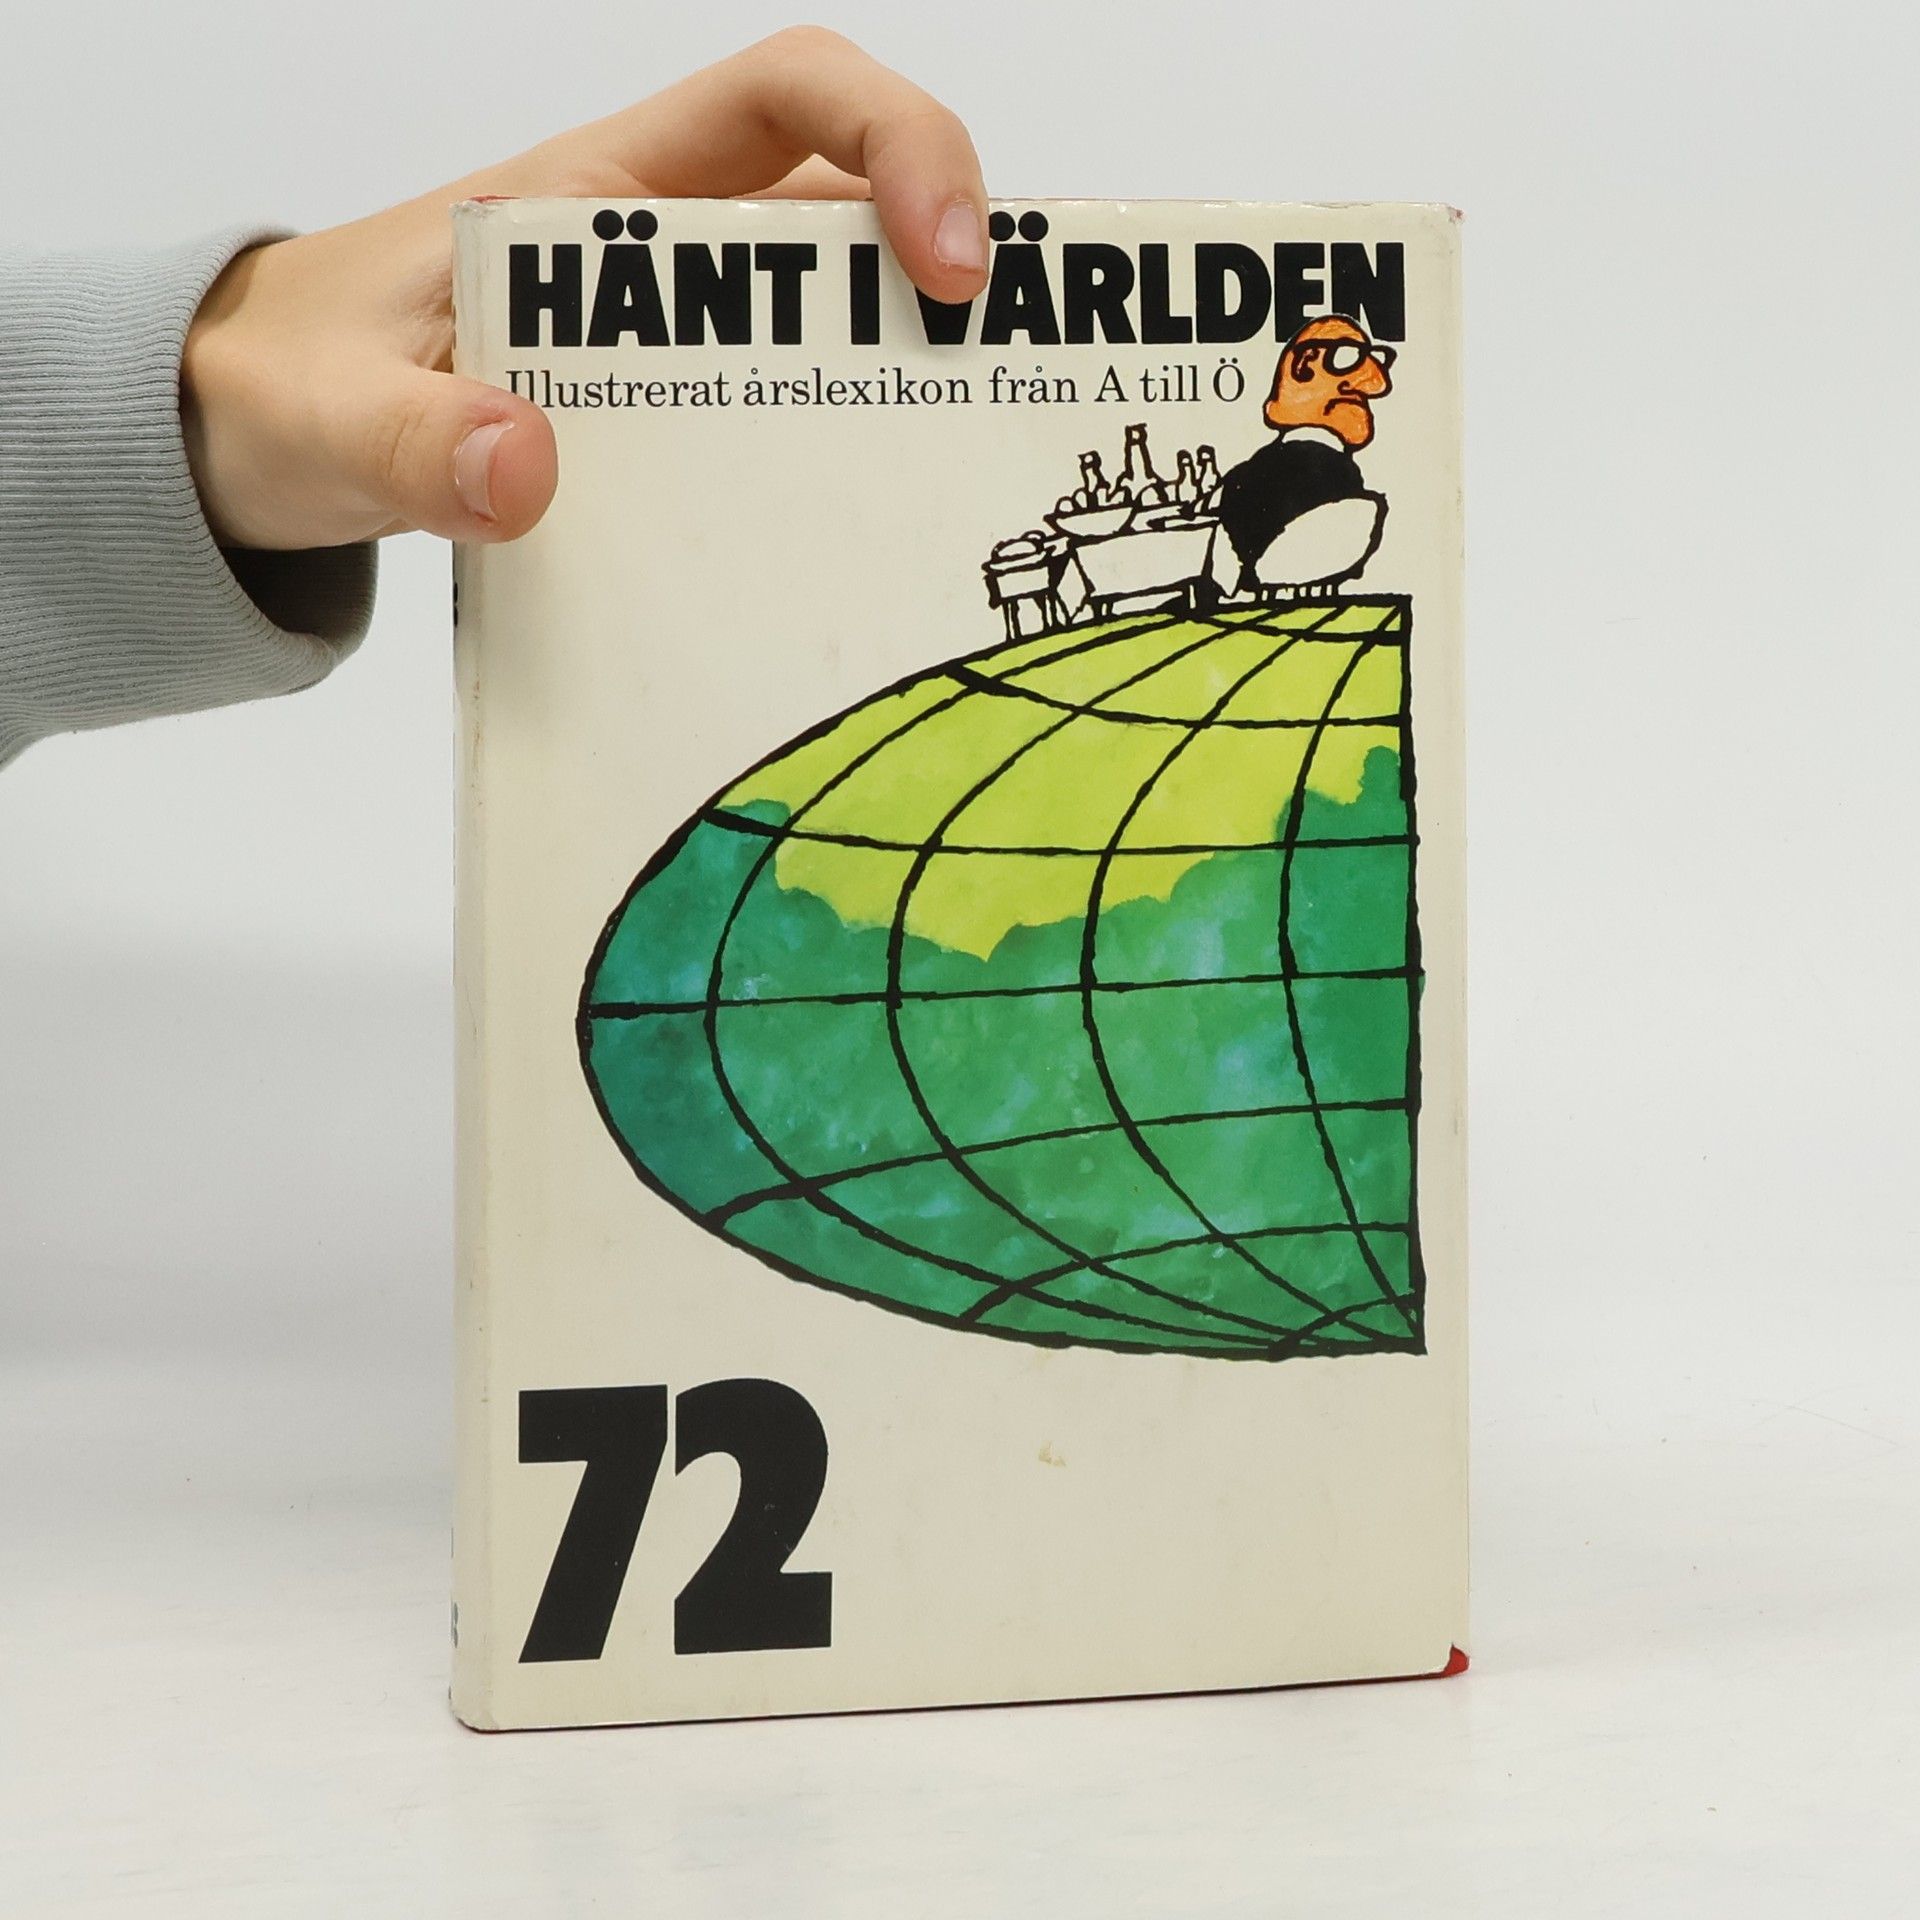 HÄNT I VÄRLDEN
Illustrerat årslexikon från A till Ö
72